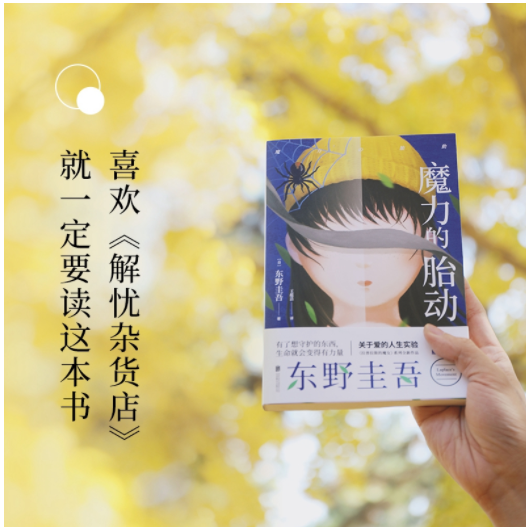 喜欢《解忧杂货店》
就一定要读这本书
魔力的胎动
东野圭吾
有了想守护的东西,
生命就会变得有力量
关于爱的人生实验
东野圭吾